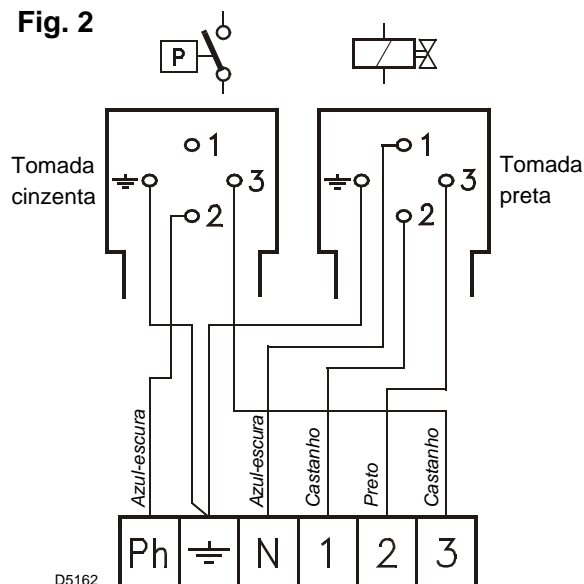 Fig. 2
P
Tomada
cinzenta
1
3
2
1
3
2
Tomada
preta
Azul-escura
Azul-escura
Castanho
Preto
Castanho
Ph
N
1
2
3
D5162